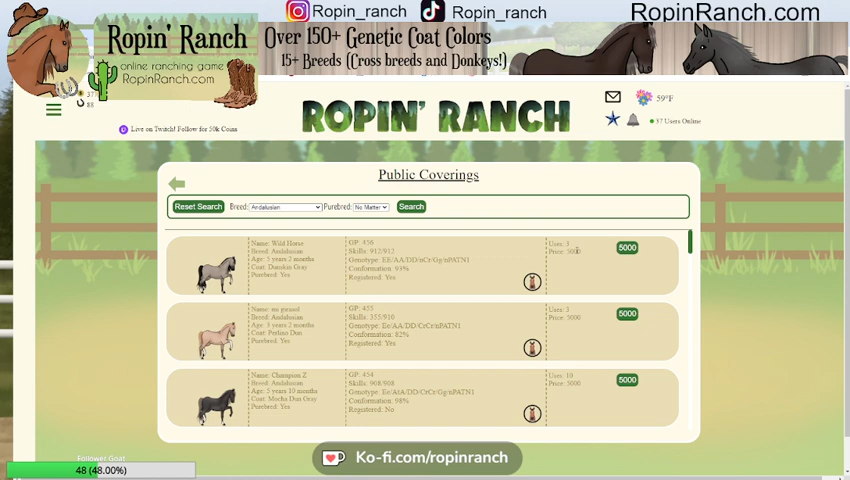 Ropin_ranch
Ropin_ranch
RopinRanch.com
Ropin' Ranch
online ranching game
RopinRanch.com
Over 150+ Genetic Coat Colors
15+ Breeds (Cross breeds and Donkeys!)
88
Live on Twitch! Follow for 50k Coins
ROPIN' RANCH
59°F
37 Users Online
Public Coverings
Reset Search
Breed: Andalusian
Purebred: No Matter
Search
Name: Wild Horse
Breed: Andalusian
Age: 5 years 2 months
Coat: Dunskin Gray
Purebred: Yes
GP: 456
Skills: 912/912
Genotype: EE/AA/DD/nCr/Gg/nPATN1
Conformation: 93%
Registered: Yes
Uses: 3
Price: 5000
5000
Name: mi girasol
Breed: Andalusian
Age: 3 years 2 months
Coat: Perlino Dun
Purebred: Yes
GP: 455
Skills: 355/910
Genotype: Ee/AA/DD/CrCr/nPATN1
Conformation: 82%
Registered: Yes
Uses: 3
Price: 5000
5000
Name: Champion Z
Breed: Andalusian
Age: 5 years 10 months
Coat: Mocha Dun Gray
Purebred: Yes
GP: 454
Skills: 908/908
Genotype: Ee/AtA/DD/CrCr/Gg/nPATN1
Conformation: 98%
Registered: No
Uses: 10
Price: 5000
5000
Follower Goal
48 (48.00%)
Ko-fi.com/ropinranch